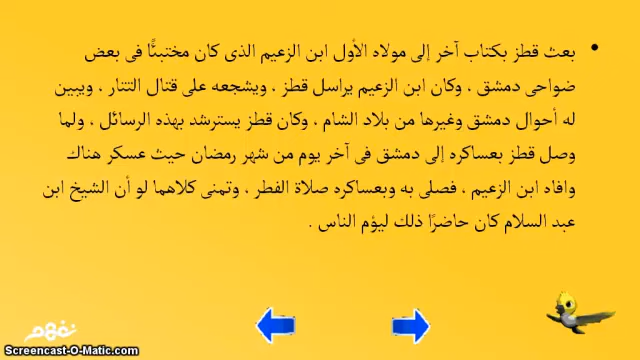 • بعث قطز بكتاب آخر إلى مولاه الأول ابن الزعيم الذى كان مختبئًا فى بعض
ضواحى دمشق ، وكان ابن الزعيم يراسل قطز ، ويشجعه على قتال التتار ، ويبين
له أحوال دمشق وغيرها من بلاد الشام ، وكان قطز يسترشد بهذه الرسائل ، ولما
وصل قطز بعساكره إلى دمشق فى آخر يوم من شهر رمضان حيث عسكر هناك
وافاه ابن الزعيم ، فصلى به وبعساكره صلاة الفطر ، وتمنى كلاهما لو أن الشيخ ابن
عبد السلام كان حاضرًا ذلك ليؤم الناس .
نفهم
Screencast-O-Matic.com